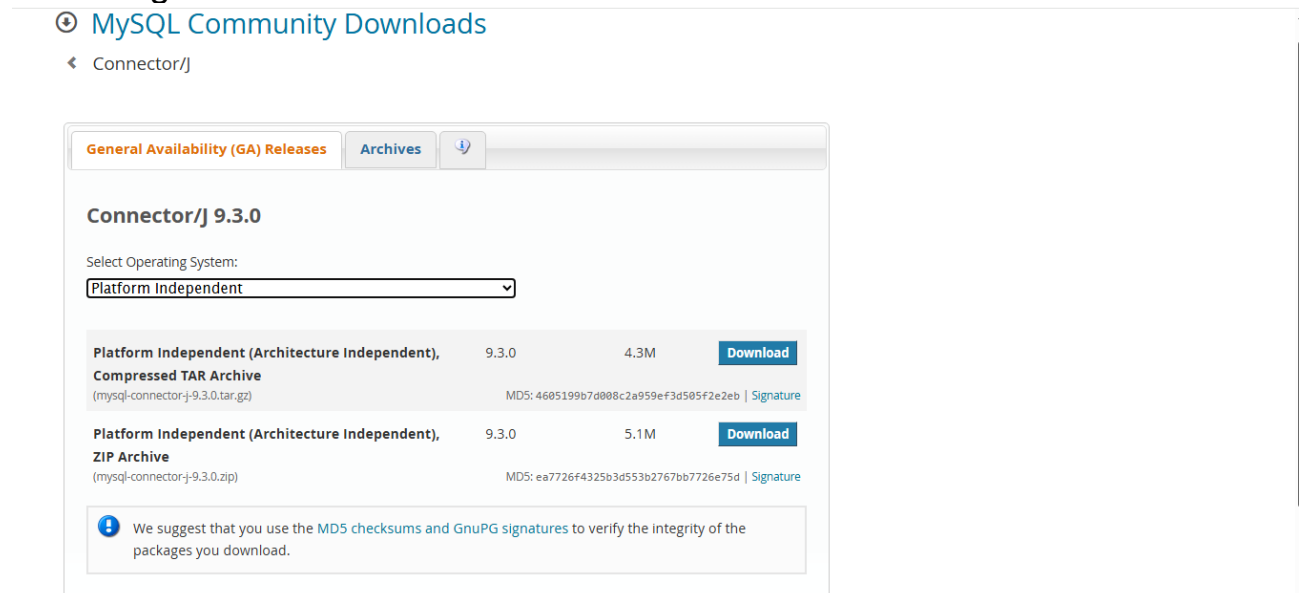 MySQL Community Downloads
Connector/J
General Availability (GA) Releases
Archives
Connector/J 9.3.0
Select Operating System:
Platform Independent
Platform Independent (Architecture Independent), 9.3.0 4.3M Download
Compressed TAR Archive
(mysql-connector-j-9.3.0.tar.gz) MD5: 4605199b7d008c2a959ef3d505f2e2eb | Signature
Platform Independent (Architecture Independent), 9.3.0 5.1M Download
ZIP Archive
(mysql-connector-j-9.3.0.zip) MD5: ea7726f4325b3d553b2767bb7726e75d | Signature
We suggest that you use the MD5 checksums and GnuPG signatures to verify the integrity of the
packages you download.